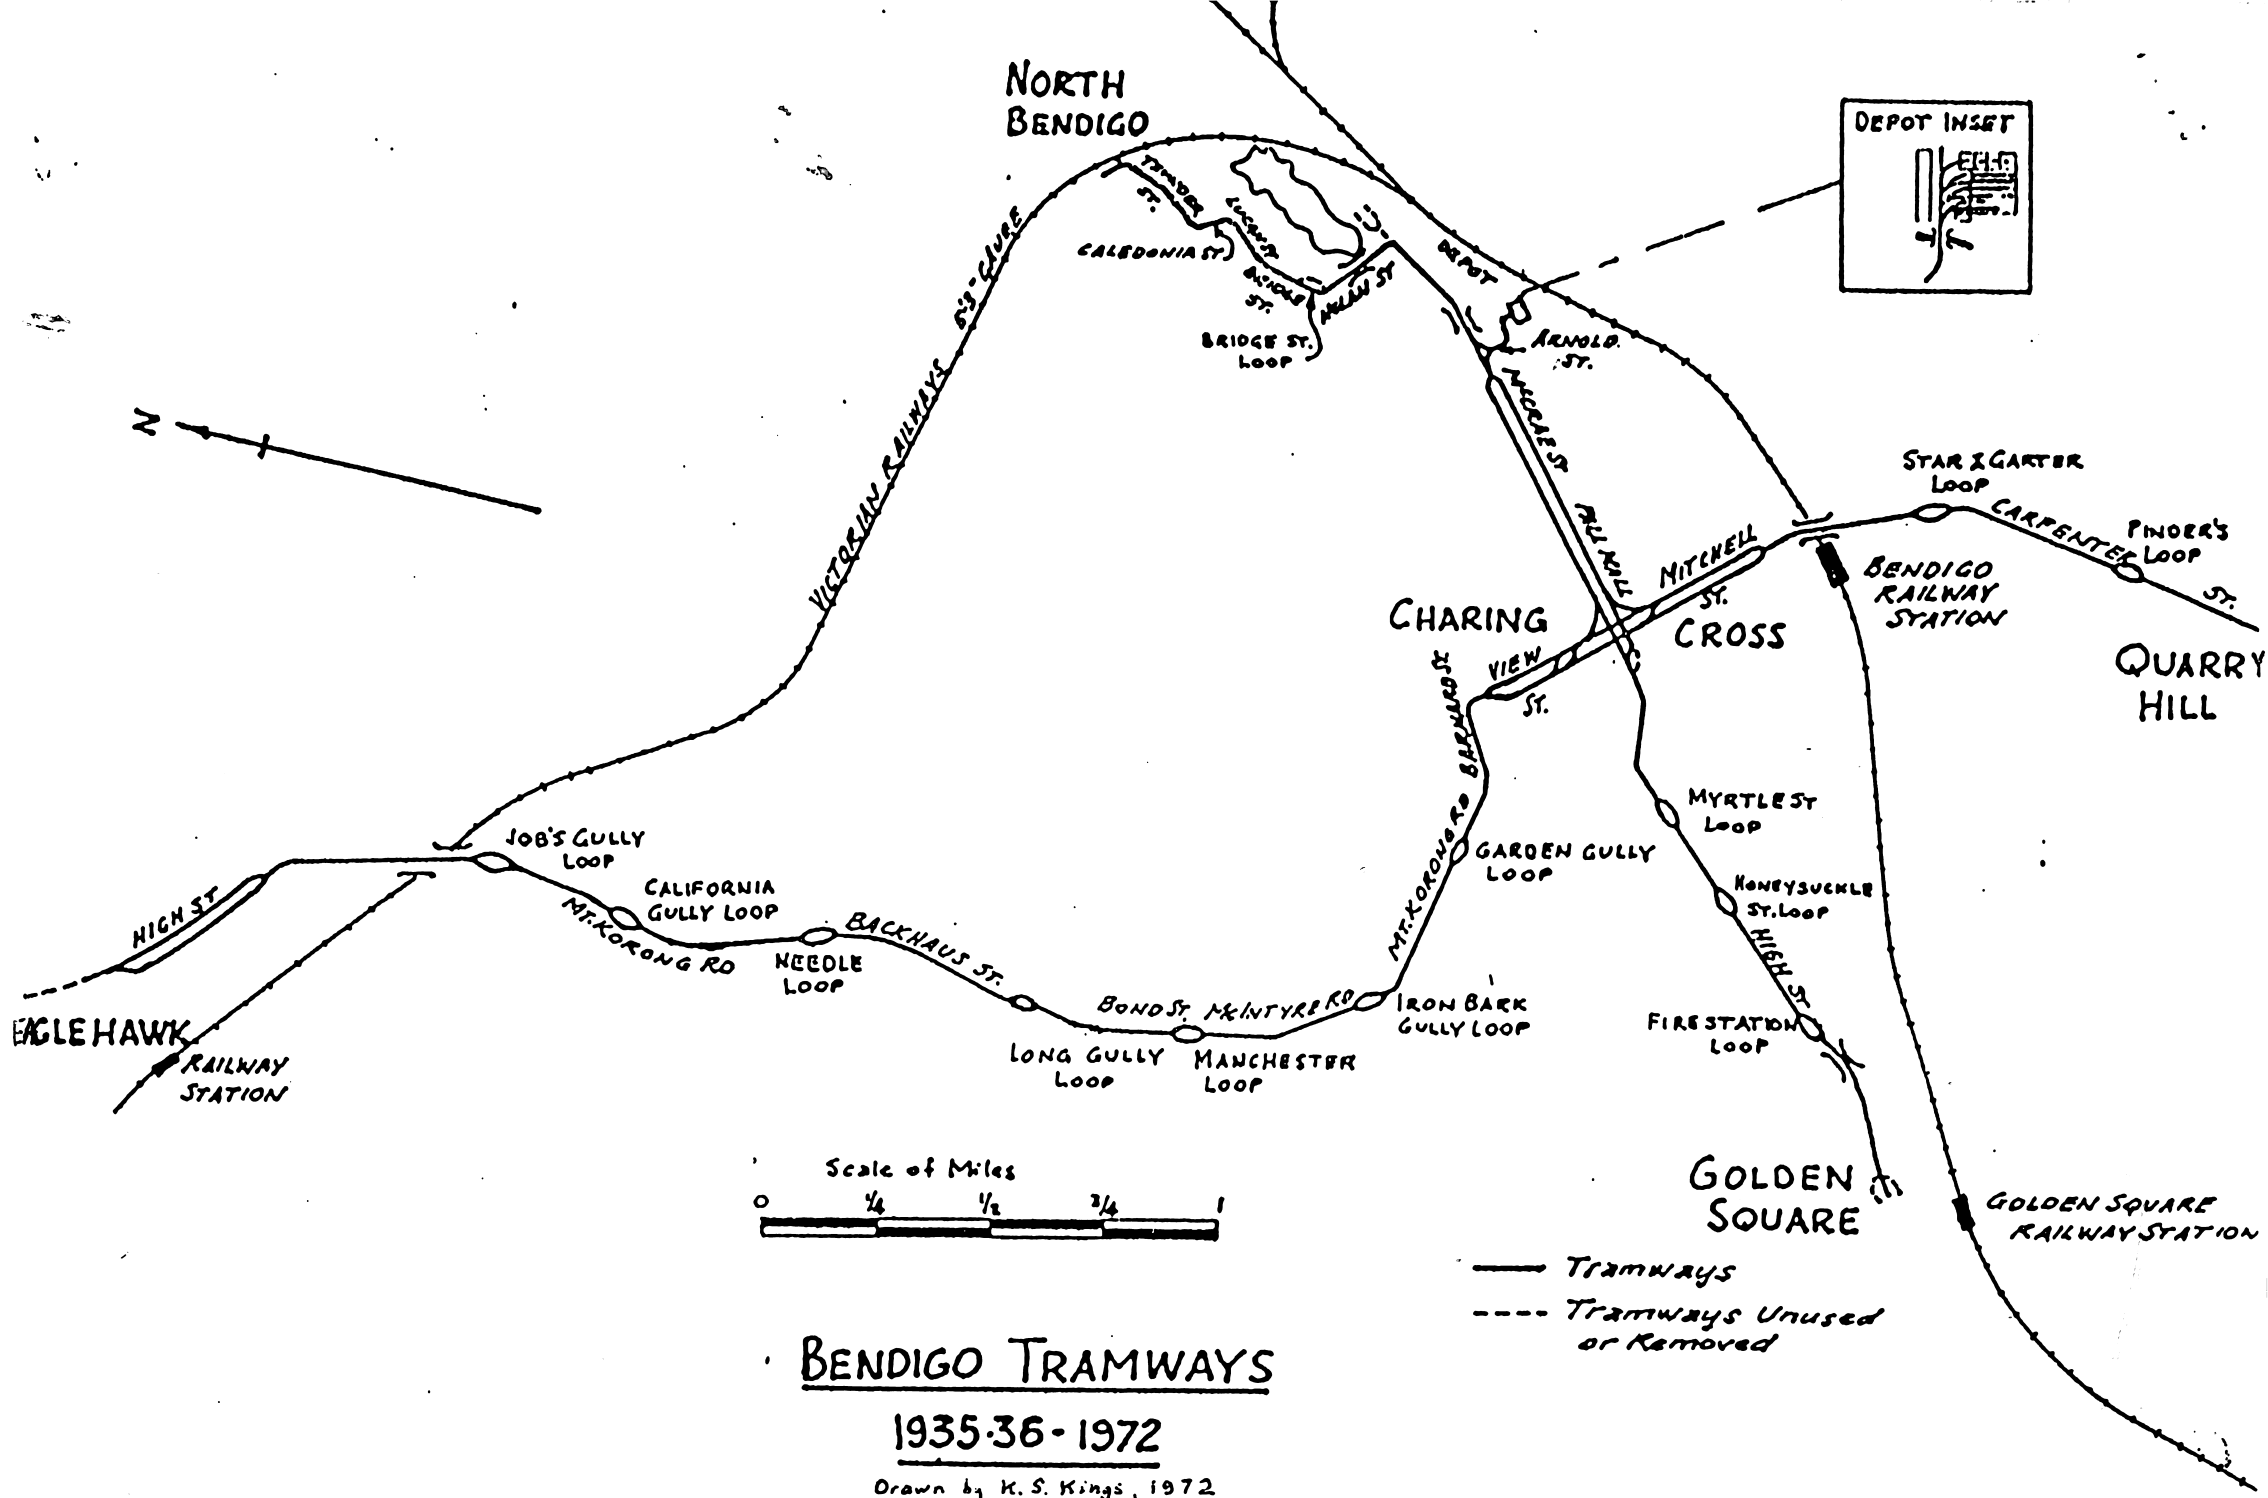 NORTH
BENDIGO
DEPOT INSET
TENDER
ST.
LUCAN ST
CALEDONIA ST
BRIDGE
ST.
NOLAN ST
BRIDGE ST.
LOOP
DEPOT
ARNOLD.
ST.
5'3"-GAUGE
VICTORIAN RAILWAYS
N
MCCRAE ST
PALL MALL
MITCHELL
ST.
STAR & GARTER
LOOP
CARPENTER
ST.
PINDER'S
LOOP
BENDIGO
RAILWAY
STATION
CHARING
CROSS
QUARRY
HILL
VIEW
ST.
BARNARD ST
MT. KORONG RD
MYRTLE ST
LOOP
GARDEN GULLY
LOOP
HONEYSUCKLE
ST. LOOP
HIGH ST
FIRESTATION
LOOP
JOB'S GULLY
LOOP
CALIFORNIA
GULLY LOOP
MT. KORONG RD
HIGH ST
NEEDLE
LOOP
BACKHAUS ST.
BOND ST.
MCINTYRE RD
IRON BARK
GULLY LOOP
LONG GULLY
LOOP
MANCHESTER
LOOP
EAGLEHAWK
RAILWAY
STATION
Scale of Miles
0 1/4 1/2 3/4 1
GOLDEN
SQUARE
GOLDEN SQUARE
RAILWAY STATION
Tramways
Tramways Unused
or Removed
BENDIGO TRAMWAYS
1935·36-1972
Drawn by K. S. Kings, 1972